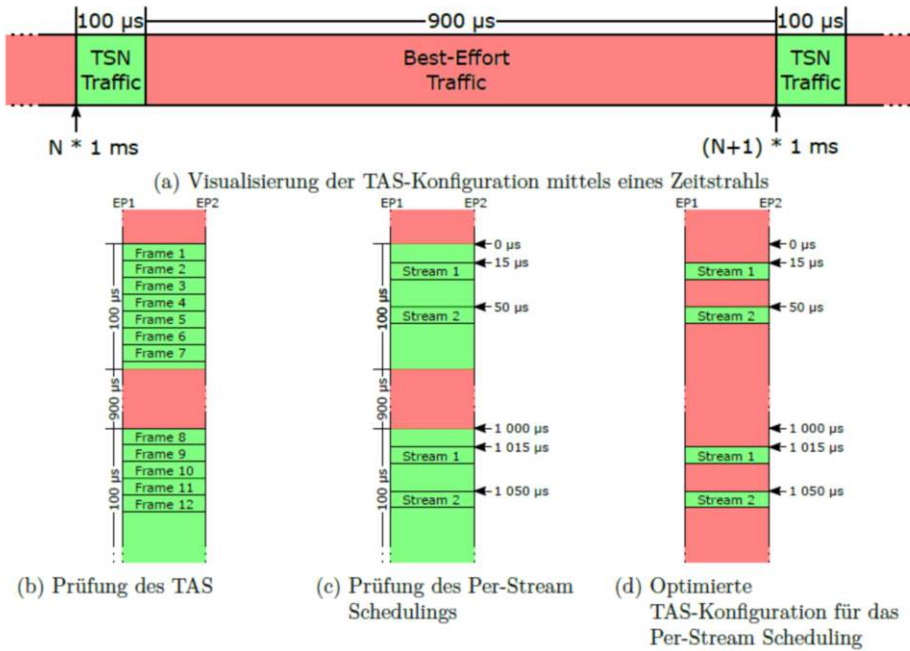 100 µs
900 µs
100 µs
TSN
Traffic
Best-Effort
Traffic
TSN
Traffic
N * 1 ms
(N+1) * 1 ms
(a) Visualisierung der TAS-Konfiguration mittels eines Zeitstrahls
EP1
EP2
100 µs
900 µs
100 µs
Frame 1
Frame 2
Frame 3
Frame 4
Frame 5
Frame 6
Frame 7
Frame 8
Frame 9
Frame 10
Frame 11
Frame 12
(b) Prüfung des TAS
EP1
EP2
100 µs
900 µs
100 µs
Stream 1
Stream 2
Stream 1
Stream 2
0 µs
15 µs
50 µs
1 000 µs
1 015 µs
1 050 µs
(c) Prüfung des Per-Stream
Schedulings
EP1
EP2
Stream 1
Stream 2
Stream 1
Stream 2
0 µs
15 µs
50 µs
1 000 µs
1 015 µs
1 050 µs
(d) Optimierte
TAS-Konfiguration für das
Per-Stream Scheduling